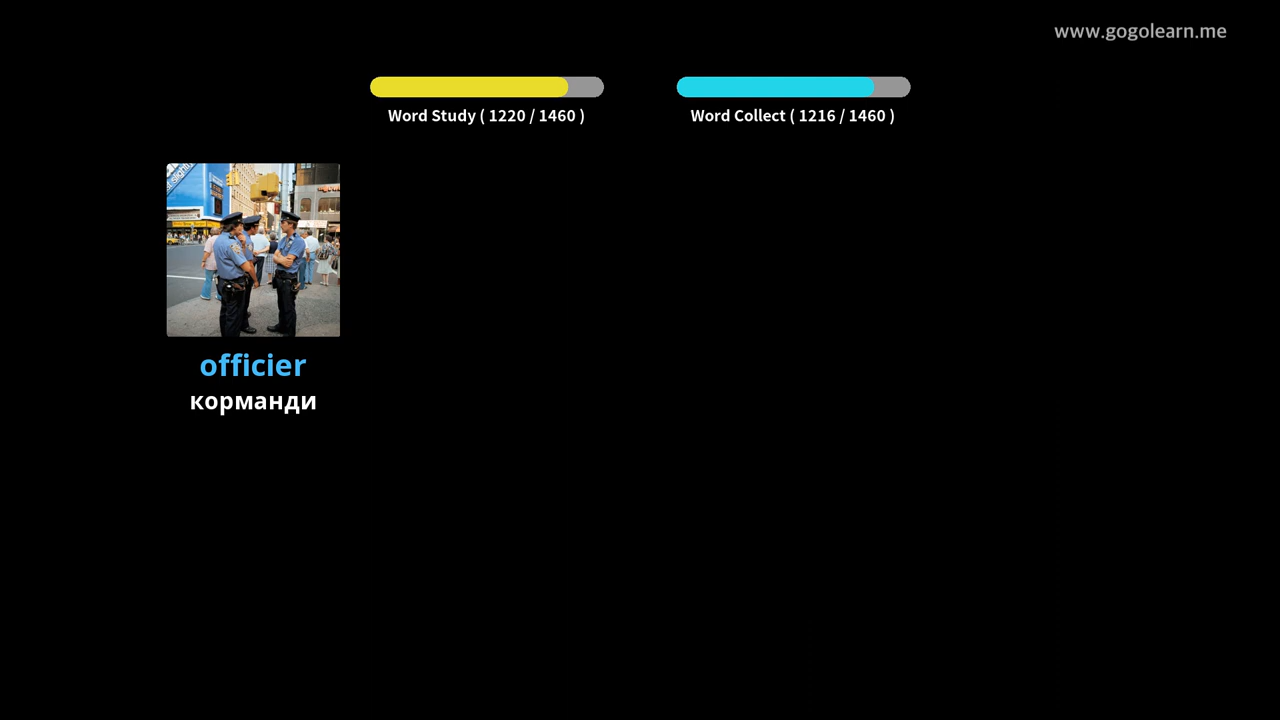 www.gogolearn.me
Word Study ( 1220 / 1460 )
Word Collect ( 1216 / 1460 )
officier
корманди